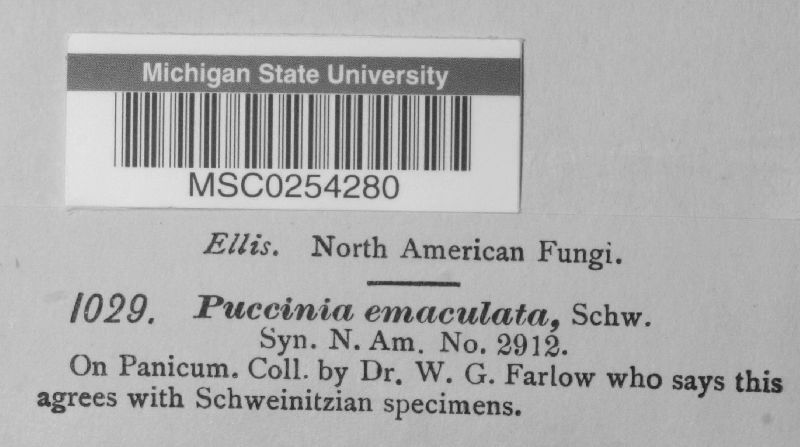 Michigan State University
MSC0254280
Ellis. North American Fungi.
1029. Puccinia emaculata, Schw.
Syn. N. Am. No. 2912.
On Panicum. Coll. by Dr. W. G. Farlow who says this
agrees with Schweinitzian specimens.